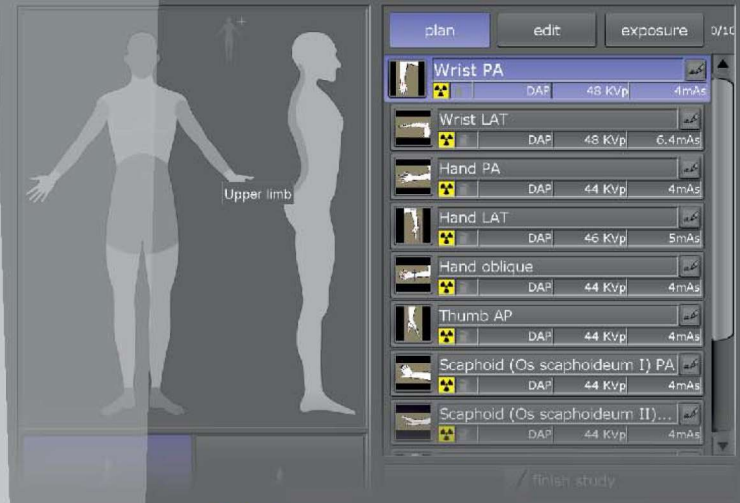 plan
edit
exposure
0/10
Wrist PA
DAP 48 KVp 4mAs
Wrist LAT
DAP 48 KVp 6.4mAs
Hand PA
DAP 44 KVp 4mAs
Upper limb
Hand LAT
DAP 46 KVp 5mAs
Hand oblique
DAP 44 KVp 4mAs
Thumb AP
DAP 44 KVp 4mAs
Scaphoid (Os scaphoideum I) PA
DAP 44 KVp 4mAs
Scaphoid (Os scaphoideum II)...
DAP 44 KVp 4mAs
finish study